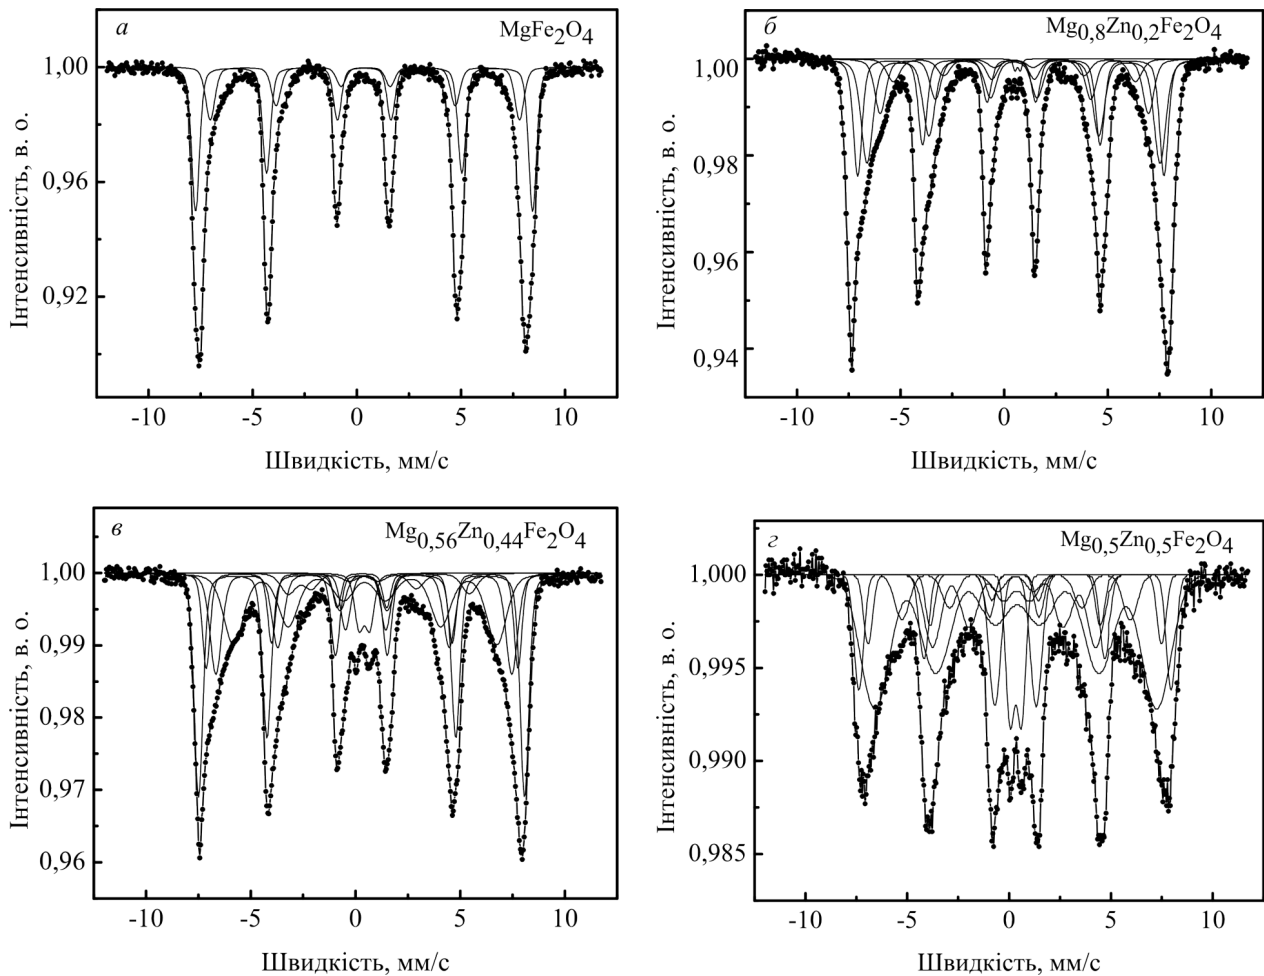 а
MgFe2O4
1,00
0,96
0,92
Інтенсивність, в. о.
-10 -5 0 5 10
Швидкість, мм/с
б
Mg0,8Zn0,2Fe2O4
1,00
0,98
0,96
0,94
Інтенсивність, в. о.
-10 -5 0 5 10
Швидкість, мм/с
в
Mg0,56Zn0,44Fe2O4
1,00
0,99
0,98
0,97
0,96
Інтенсивність, в. о.
-10 -5 0 5 10
Швидкість, мм/с
г
Mg0,5Zn0,5Fe2O4
1,000
0,995
0,990
0,985
Інтенсивність, в. о.
-10 -5 0 5 10
Швидкість, мм/с